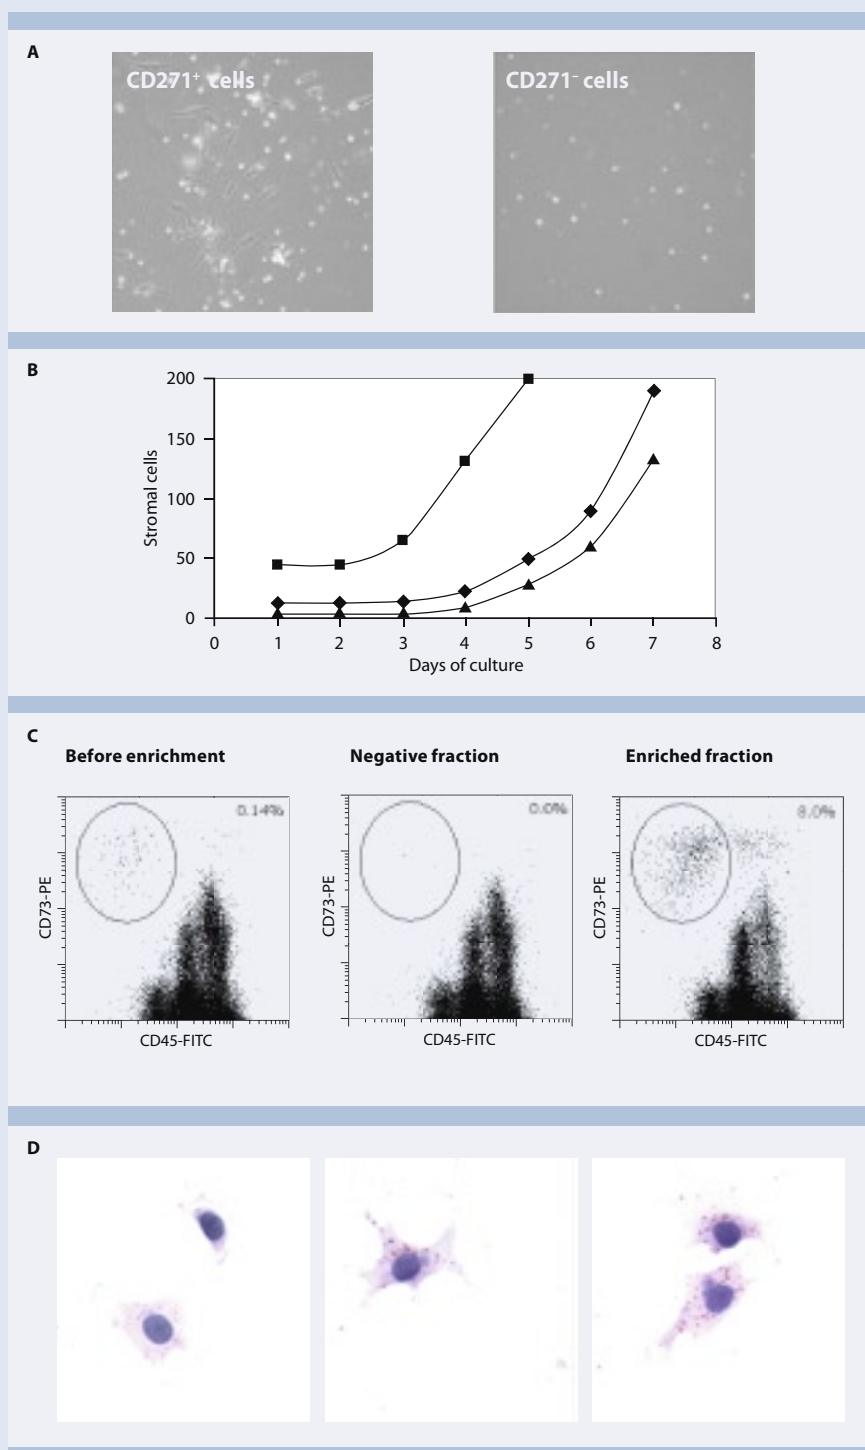 A
CD271⁺ cells
CD271⁻ cells
B
200
150
100
50
0
Stromal cells
0 1 2 3 4 5 6 7 8
Days of culture
C
Before enrichment
Negative fraction
Enriched fraction
0.14%
0.0%
8.0%
CD73-PE
CD73-PE
CD73-PE
CD45-FITC
CD45-FITC
CD45-FITC
D